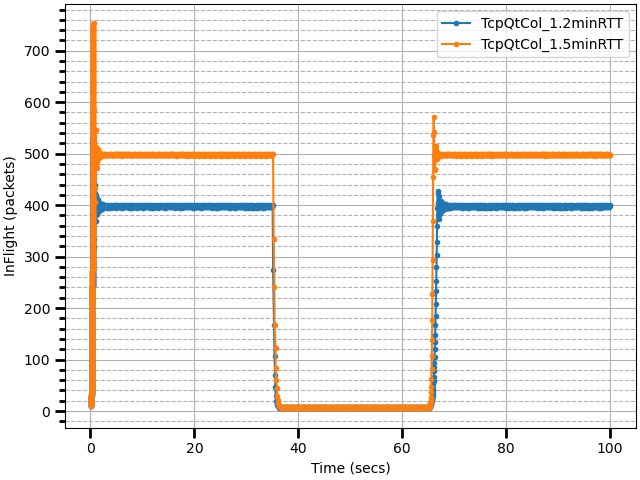 TcpQtCol_1.2minRTT
TcpQtCol_1.5minRTT
InFlight (packets)
700
600
500
400
300
200
100
0
0 20 40 60 80 100
Time (secs)